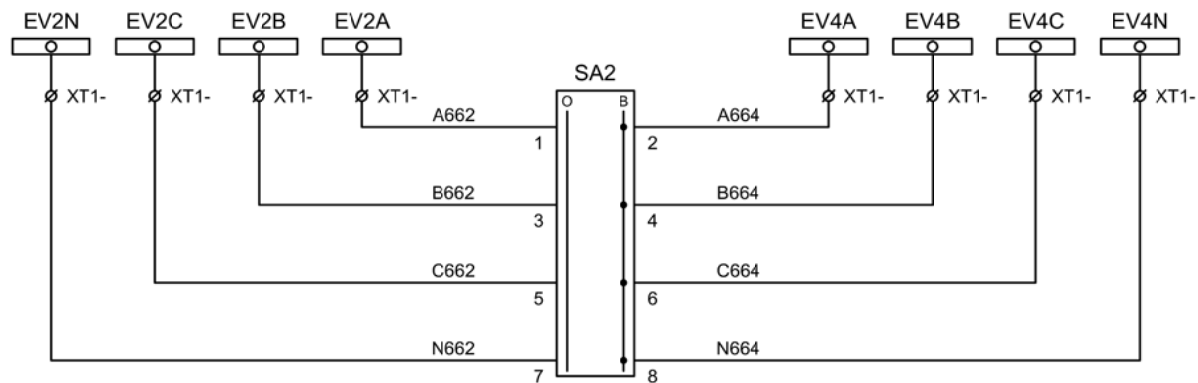 EV2N EV2C EV2B EV2A EV4A EV4B EV4C EV4N
SA2
XT1- XT1- XT1- XT1- O B XT1- XT1- XT1- XT1-
A662 A664
1 2
B662 B664
3 4
C662 C664
5 6
N662 N664
7 8